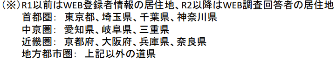 (※)R1以前はWEB登録者情報の居住地、R2以降はWEB調査回答者の居住地
首都圏: 東京都、埼玉県、千葉県、神奈川県
中京圏: 愛知県、岐阜県、三重県
近畿圏: 京都府、大阪府、兵庫県、奈良県
地方都市圏: 上記以外の道県